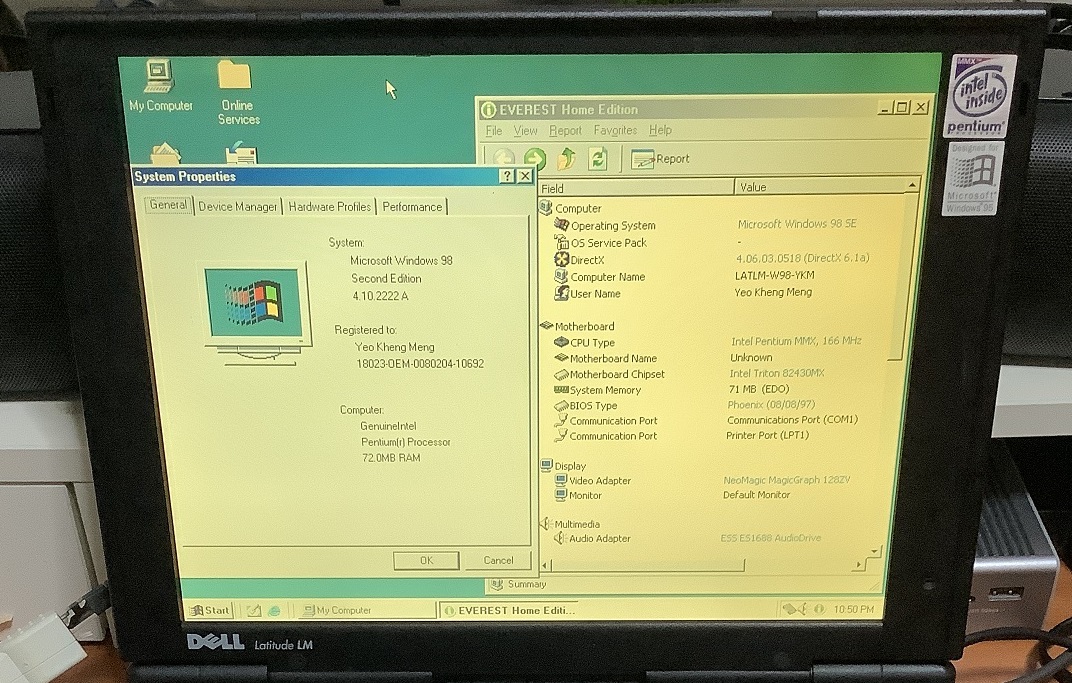 My Computer
Online
Services
EVEREST Home Edition
File View Report Favorites Help
Report
System Properties
General Device Manager Hardware Profiles Performance
System:
Microsoft Windows 98
Second Edition
4.10.2222 A
Registered to:
Yeo Kheng Meng
18023-OEM-0080204-10692
Computer:
GenuineIntel
Pentium(r) Processor
72.0MB RAM
OK Cancel
Field Value
Computer
Operating System Microsoft Windows 98 SE
OS Service Pack -
DirectX 4.06.03.0518 (DirectX 6.1a)
Computer Name LATLM-W98-YKM
User Name Yeo Kheng Meng
Motherboard
CPU Type Intel Pentium MMX, 166 MHz
Motherboard Name Unknown
Motherboard Chipset Intel Triton 82430MX
System Memory 71 MB (EDO)
BIOS Type Phoenix (08/08/97)
Communication Port Communications Port (COM1)
Communication Port Printer Port (LPT1)
Display
Video Adapter NeoMagic MagicGraph 128ZV
Monitor Default Monitor
Multimedia
Audio Adapter ESS ES1688 AudioDrive
Summary
Start My Computer EVEREST Home Editi... 10:50 PM
DELL Latitude LM
MMX
intel
inside
pentium
Designed for
Microsoft
Windows 95